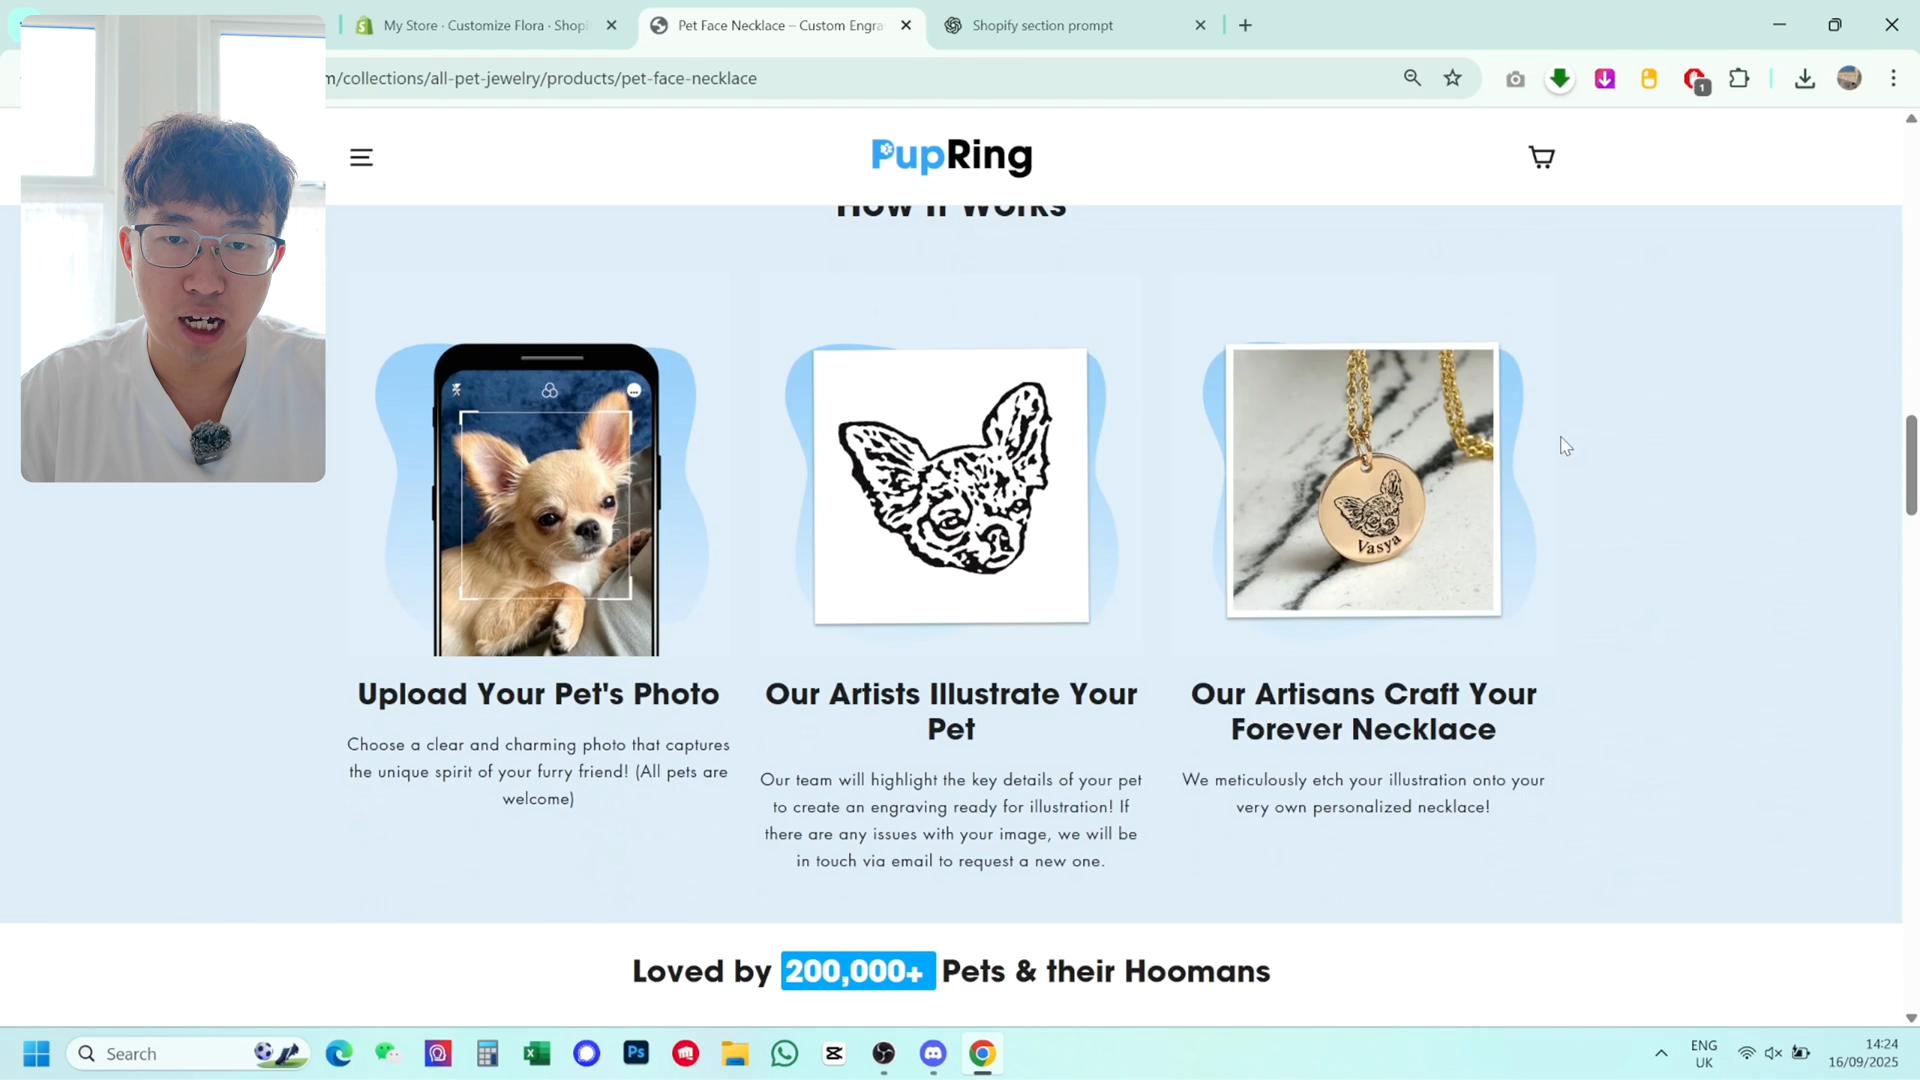 My Store · Customize Flora · Shopi
Pet Face Necklace – Custom Engra
Shopify section prompt
m/collections/all-pet-jewelry/products/pet-face-necklace
1
PupRing
How It Works
Vasya
Upload Your Pet's Photo
Choose a clear and charming photo that captures
the unique spirit of your furry friend! (All pets are
welcome)
Our Artists Illustrate Your
Pet
Our team will highlight the key details of your pet
to create an engraving ready for illustration! If
there are any issues with your image, we will be
in touch via email to request a new one.
Our Artisans Craft Your
Forever Necklace
We meticulously etch your illustration onto your
very own personalized necklace!
Loved by 200,000+ Pets & their Hoomans
Search
Ps
ENG
UK
14:24
16/09/2025